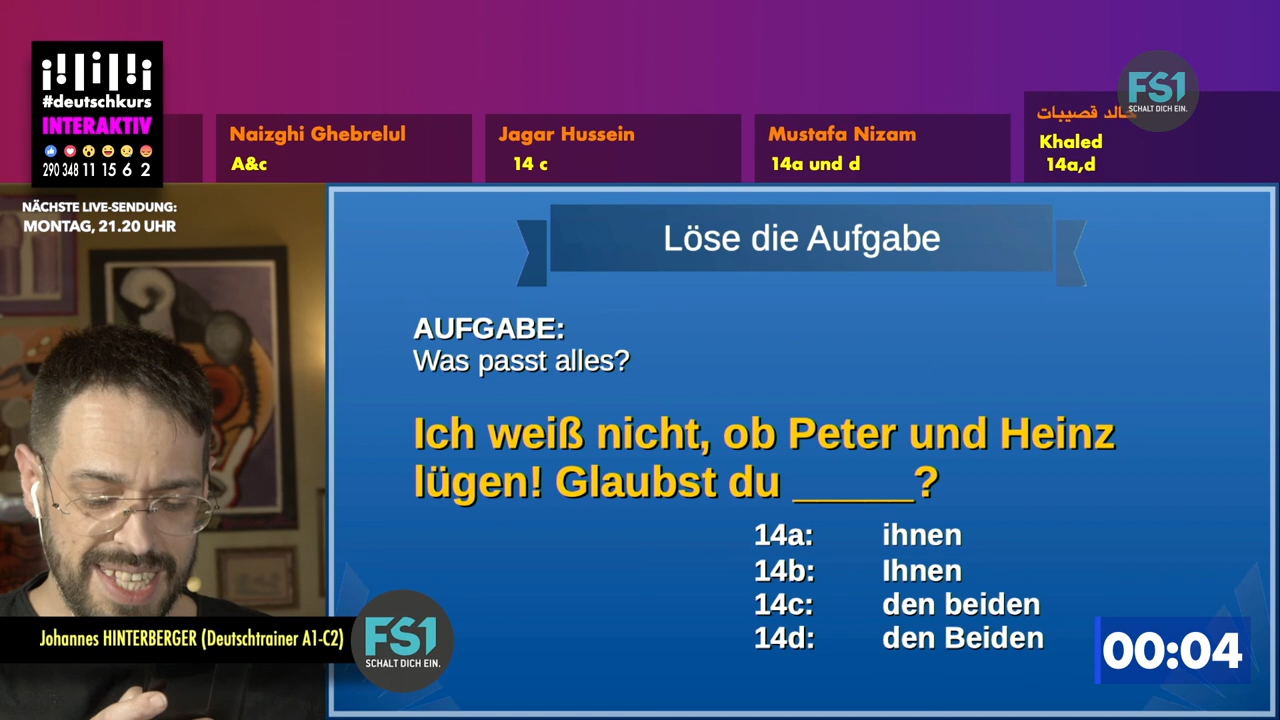 #deutschkurs
INTERAKTIV
290 348 11 15 6 2
NÄCHSTE LIVE-SENDUNG:
MONTAG, 21.20 UHR
Naizghi Ghebrelul
A&c
Jagar Hussein
14 c
Mustafa Nizam
14a und d
قصيبات
Khaled
14a,d
FS1
SCHALT DICH EIN.
Löse die Aufgabe
AUFGABE:
Was passt alles?
Ich weiß nicht, ob Peter und Heinz
lügen! Glaubst du _____?
14a: ihnen
14b: Ihnen
14c: den beiden
14d: den Beiden
Johannes HINTERBERGER (Deutschtrainer A1-C2)
FS1
SCHALT DICH EIN.
00:04